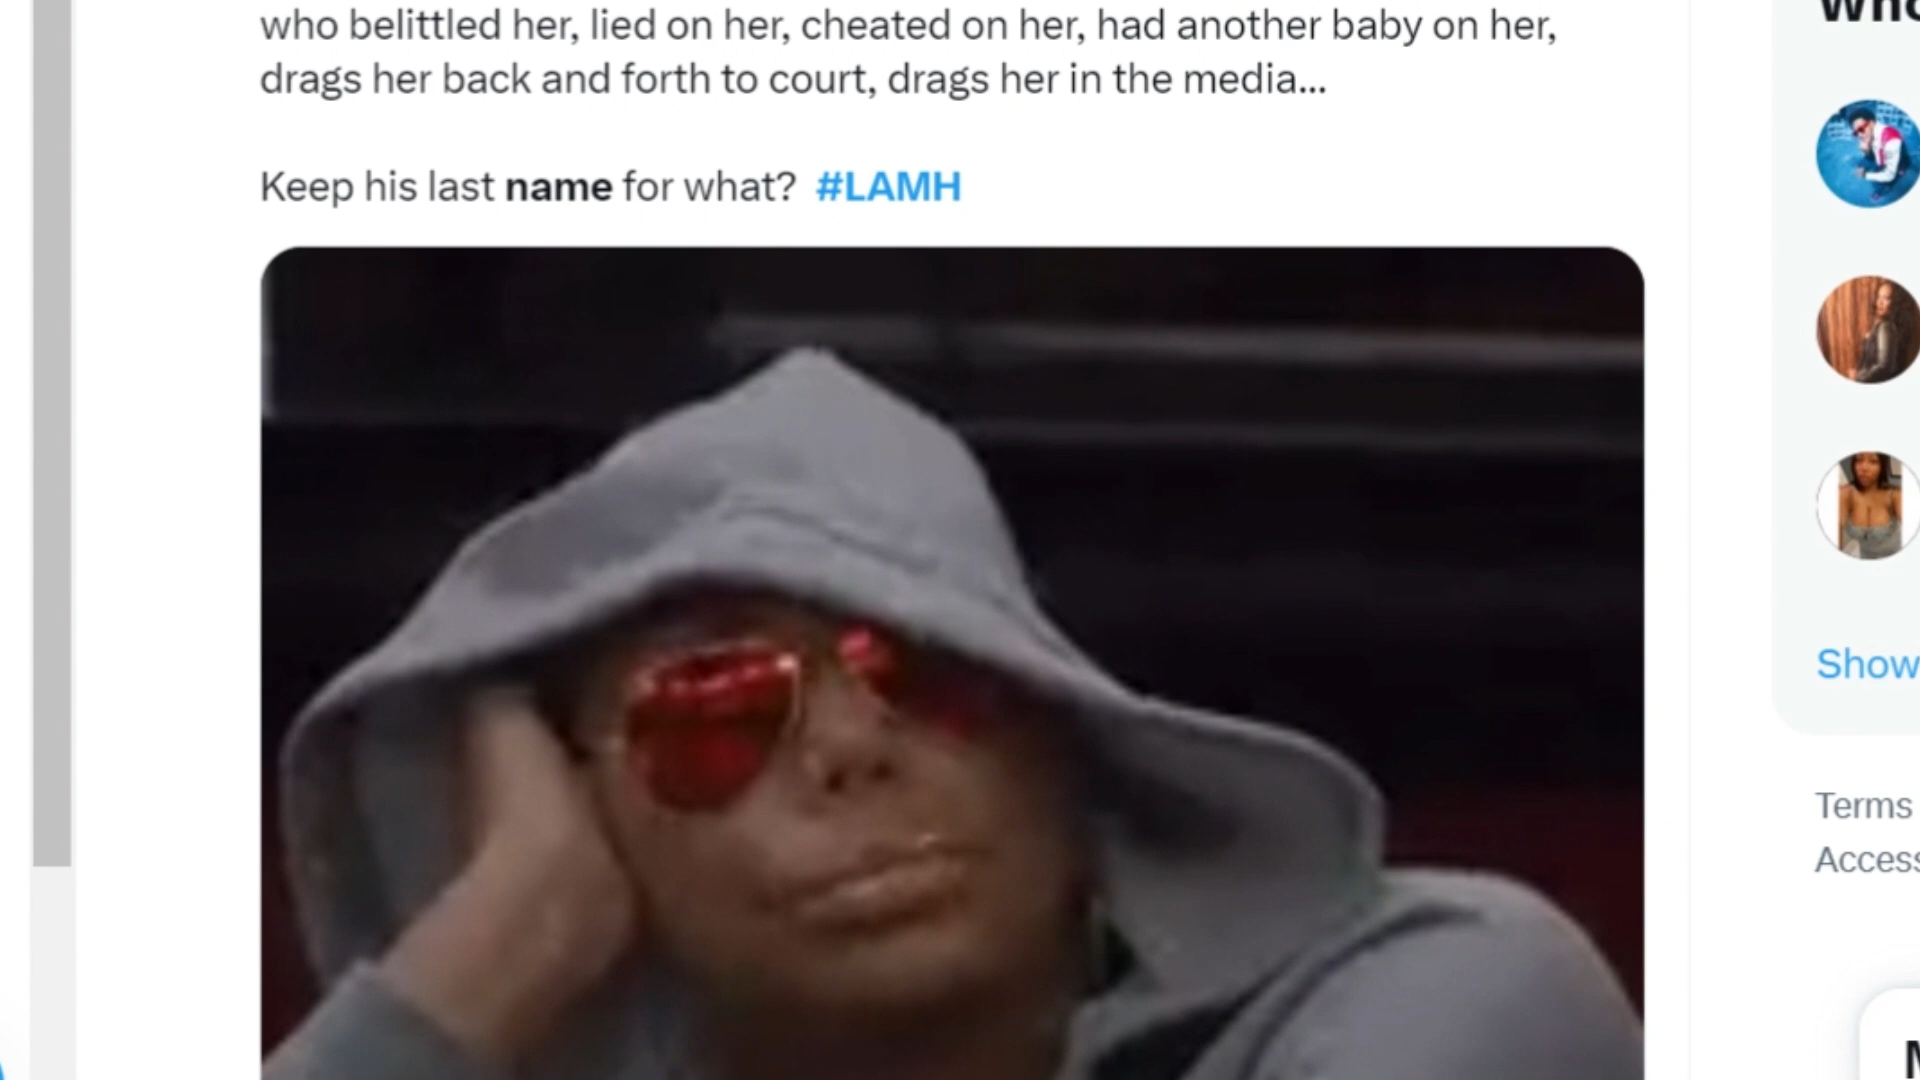 who belittled her, lied on her, cheated on her, had another baby on her,
drags her back and forth to court, drags her in the media...
Keep his last name for what? #LAMH
Who
Show
Terms
Access
M